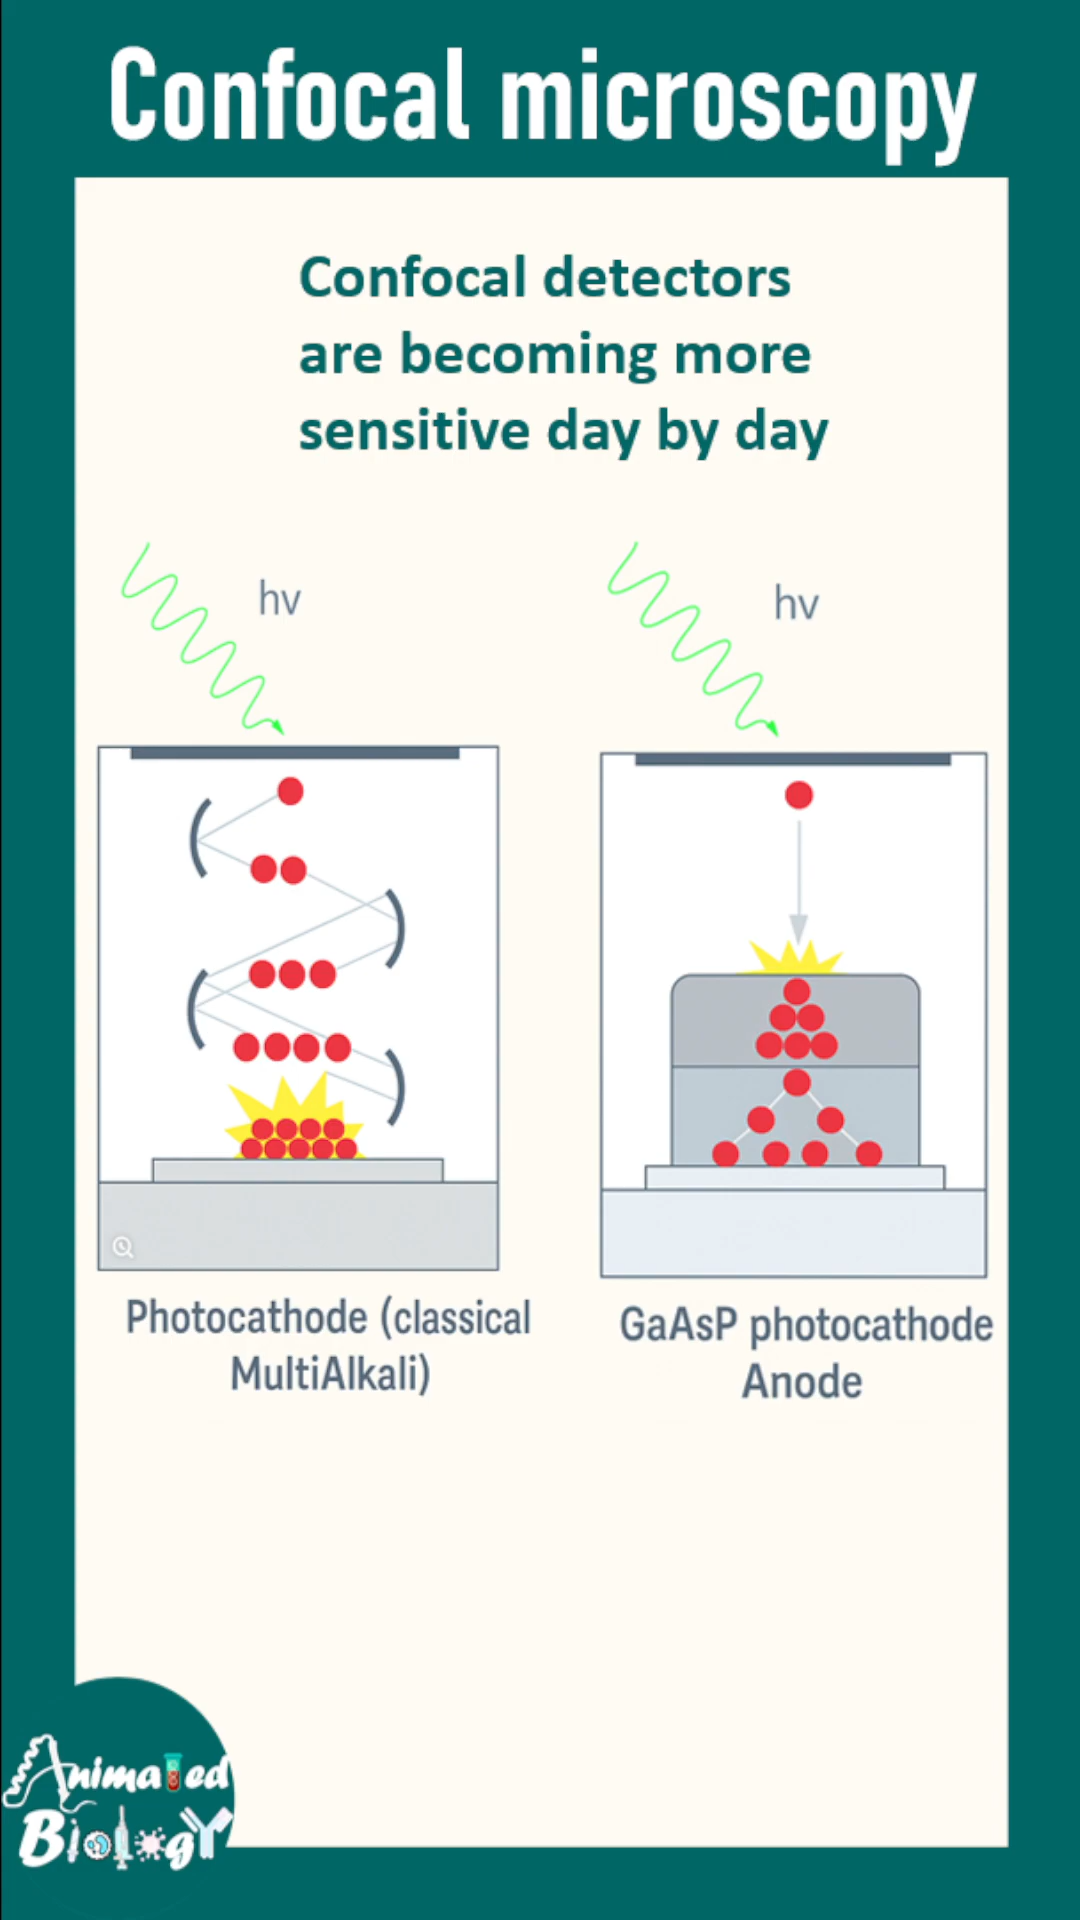 Confocal microscopy
Confocal detectors
are becoming more
sensitive day by day
hv
hv
Photocathode (classical
MultiAlkali)
GaAsP photocathode
Anode
Animated
Biology